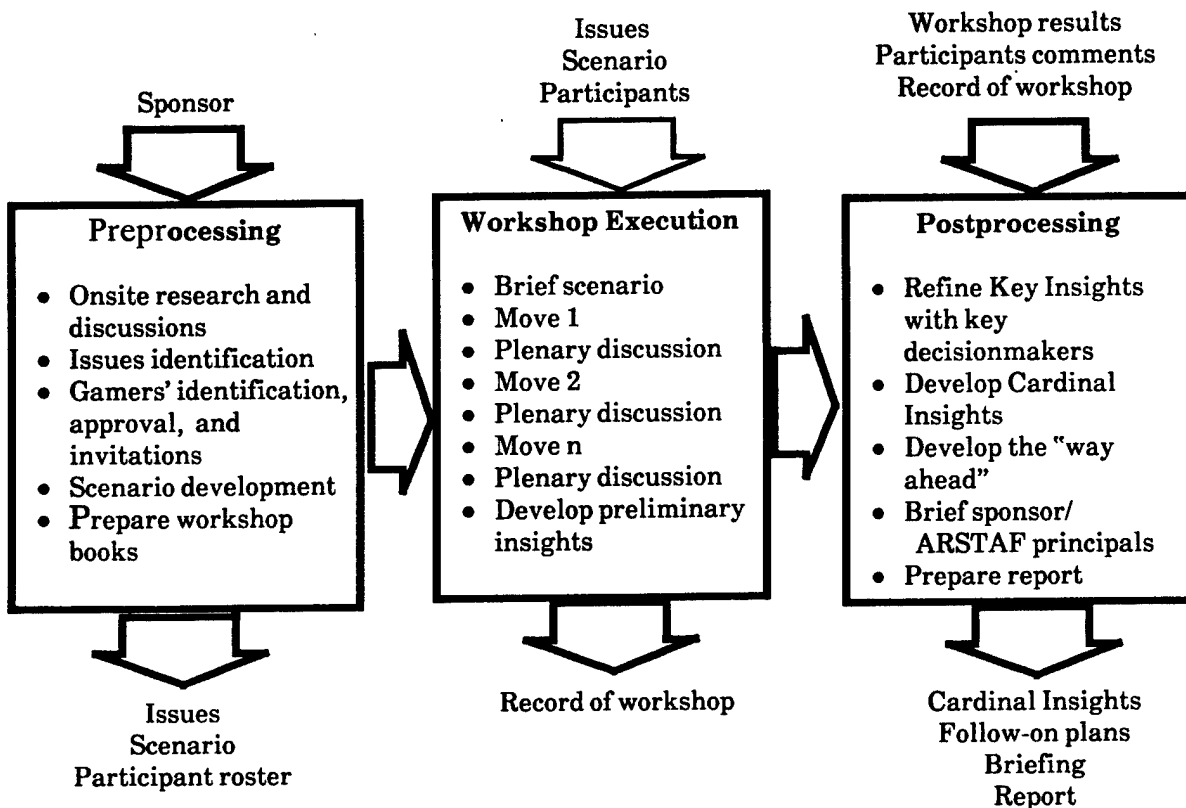 Sponsor
Preprocessing
• Onsite research and
discussions
• Issues identification
• Gamers' identification,
approval, and
invitations
• Scenario development
• Prepare workshop
books
Issues
Scenario
Participant roster
Issues
Scenario
Participants
Workshop Execution
• Brief scenario
• Move 1
• Plenary discussion
• Move 2
• Plenary discussion
• Move n
• Plenary discussion
• Develop preliminary
insights
Record of workshop
Workshop results
Participants comments
Record of workshop
Postprocessing
• Refine Key Insights
with key
decisionmakers
• Develop Cardinal
Insights
• Develop the "way
ahead"
• Brief sponsor/
ARSTAF principals
• Prepare report
Cardinal Insights
Follow-on plans
Briefing
Report